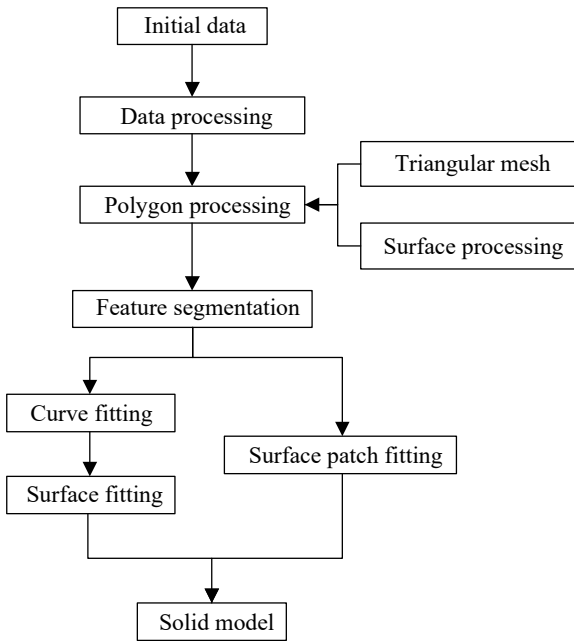 Initial data
Data processing
Triangular mesh
Polygon processing
Surface processing
Feature segmentation
Curve fitting
Surface patch fitting
Surface fitting
Solid model